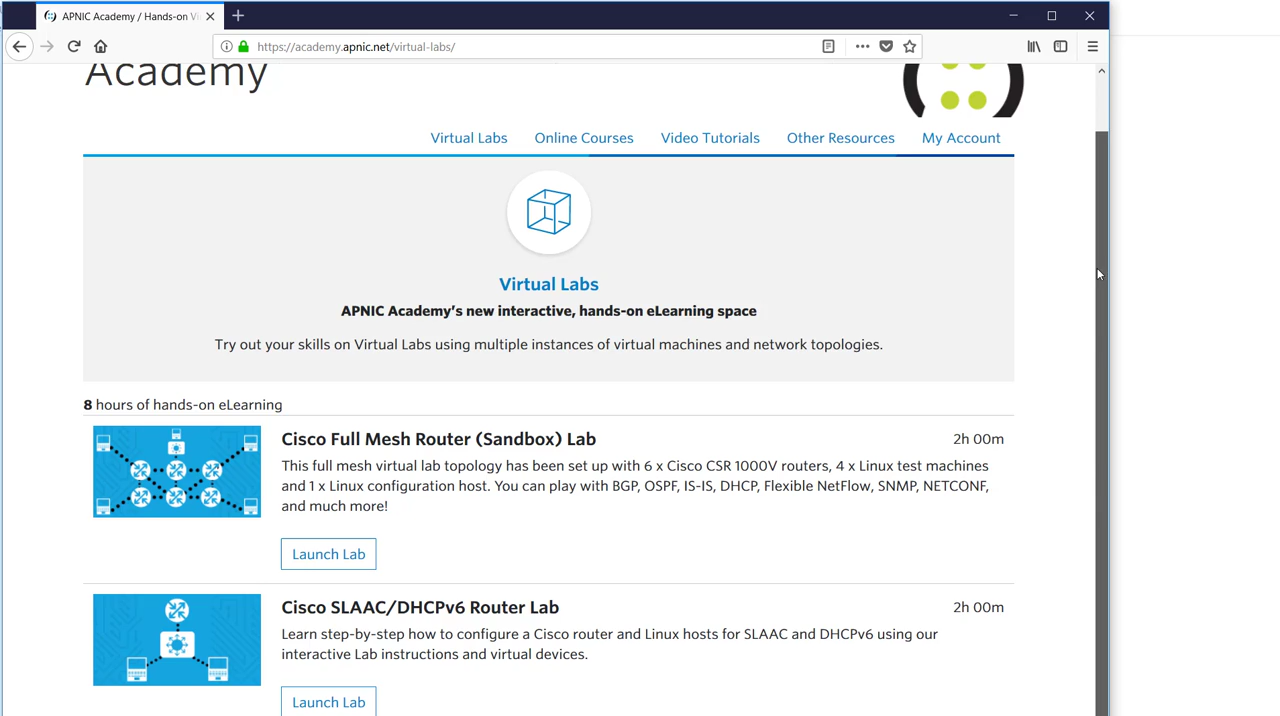 APNIC Academy / Hands-on Vi
https://academy.apnic.net/virtual-labs/
Academy
Virtual Labs Online Courses Video Tutorials Other Resources My Account
Virtual Labs
APNIC Academy’s new interactive, hands-on eLearning space
Try out your skills on Virtual Labs using multiple instances of virtual machines and network topologies.
8 hours of hands-on eLearning
Cisco Full Mesh Router (Sandbox) Lab 2h 00m
This full mesh virtual lab topology has been set up with 6 x Cisco CSR 1000V routers, 4 x Linux test machines
and 1 x Linux configuration host. You can play with BGP, OSPF, IS-IS, DHCP, Flexible NetFlow, SNMP, NETCONF,
and much more!
Launch Lab
Cisco SLAAC/DHCPv6 Router Lab 2h 00m
Learn step-by-step how to configure a Cisco router and Linux hosts for SLAAC and DHCPv6 using our
interactive Lab instructions and virtual devices.
Launch Lab